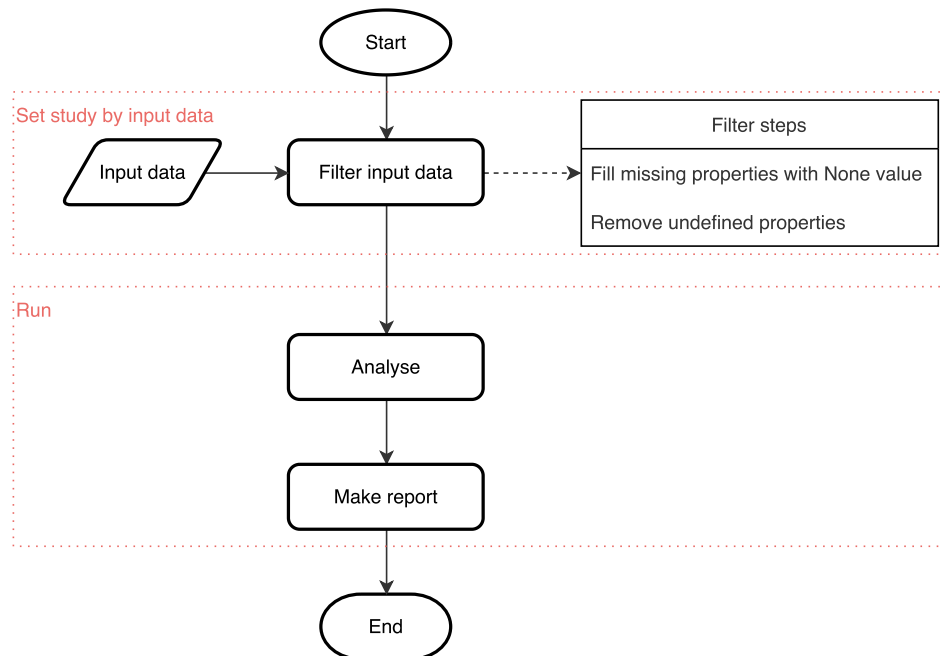 Start
Set study by input data
Input data
Filter input data
Filter steps
Fill missing properties with None value
Remove undefined properties
Run
Analyse
Make report
End